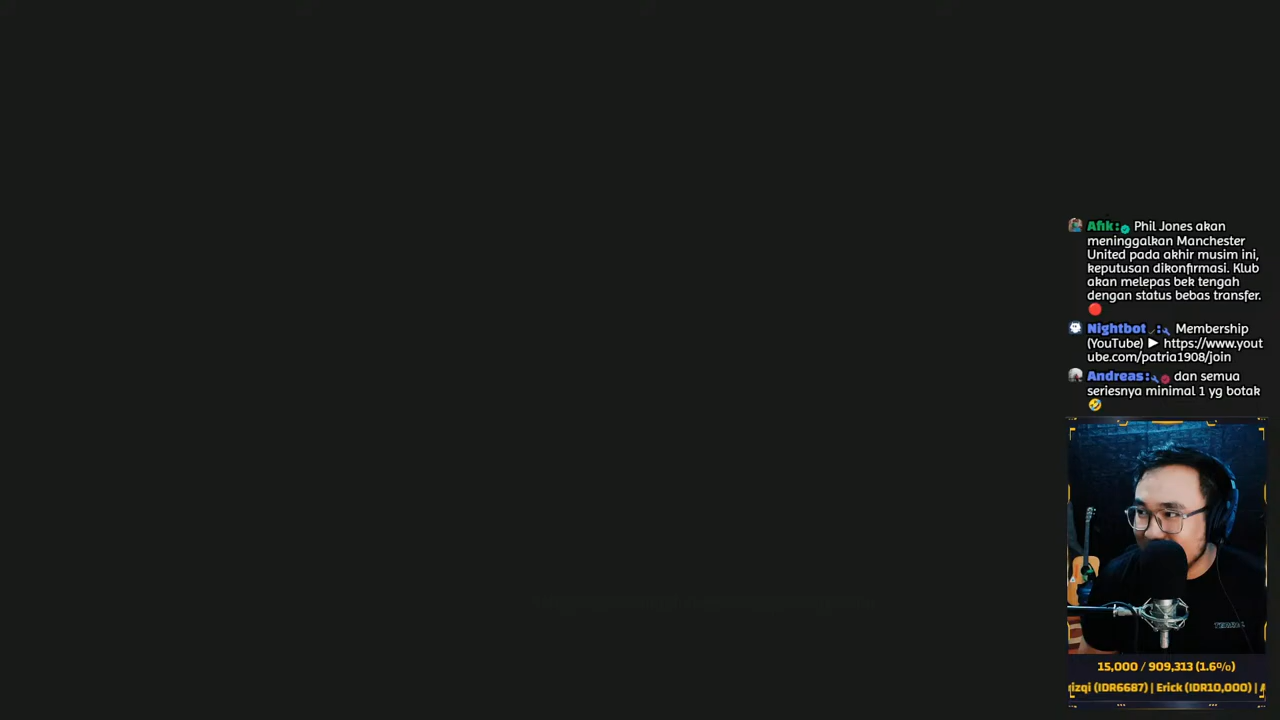 Afik: Phil Jones akan
meninggalkan Manchester
United pada akhir musim ini,
keputusan dikonfirmasi. Klub
akan melepas bek tengah
dengan status bebas transfer.
🔴
Nightbot : Membership
(YouTube) ▶ https://www.yout
ube.com/patria1908/join
Andreas: dan semua
seriesnya minimal 1 yg botak
🤣
15,000 / 909,313 (1.6%)
rizqi (IDR6687) | Erick (IDR10,000) |